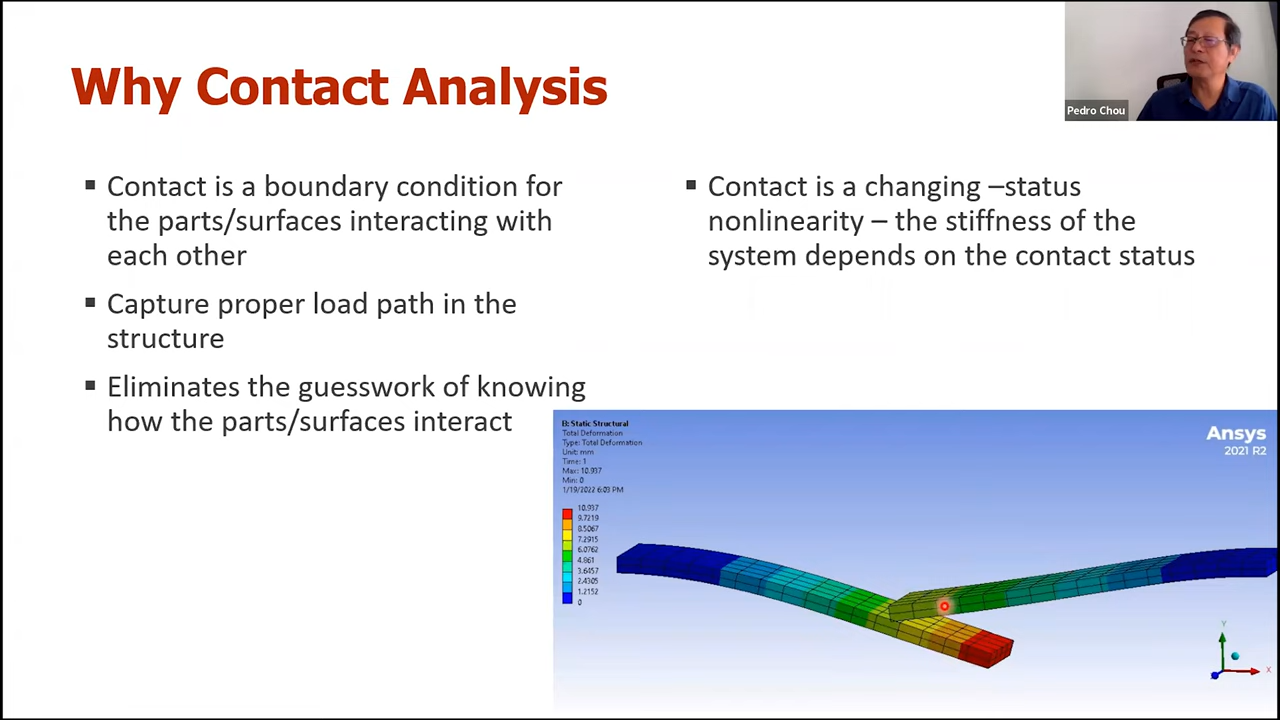 Why Contact Analysis
Pedro Chou
▪ Contact is a boundary condition for
the parts/surfaces interacting with
each other
▪ Capture proper load path in the
structure
▪ Eliminates the guesswork of knowing
how the parts/surfaces interact
▪ Contact is a changing –status
nonlinearity – the stiffness of the
system depends on the contact status
B: Static Structural
Total Deformation
Type: Total Deformation
Unit: mm
Time: 1
Max: 10.937
Min: 0
1/19/2022 6:03 PM
10.937
9.7219
8.5067
7.2915
6.0762
4.861
3.6457
2.4305
1.2152
0
Ansys
2021 R2
Y
X